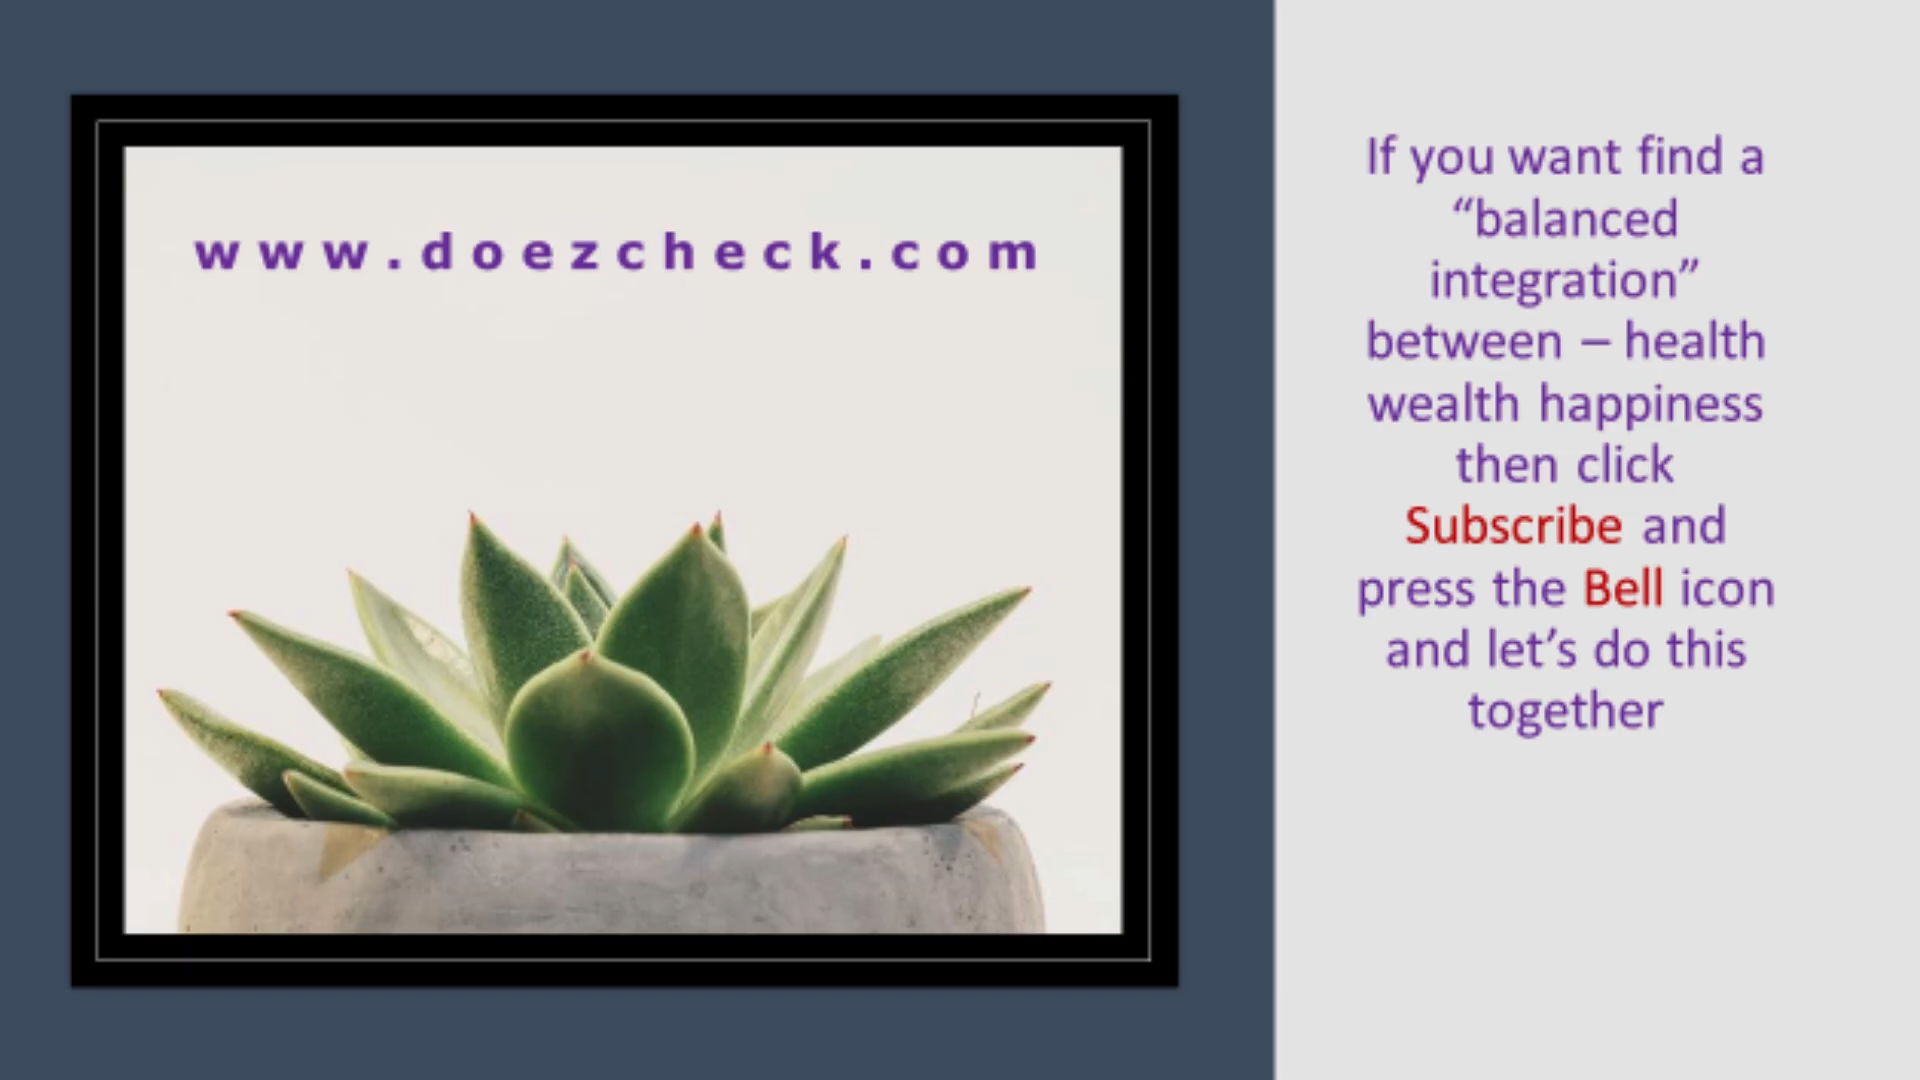 www.doezcheck.com
If you want find a
“balanced
integration”
between – health
wealth happiness
then click
Subscribe and
press the Bell icon
and let’s do this
together